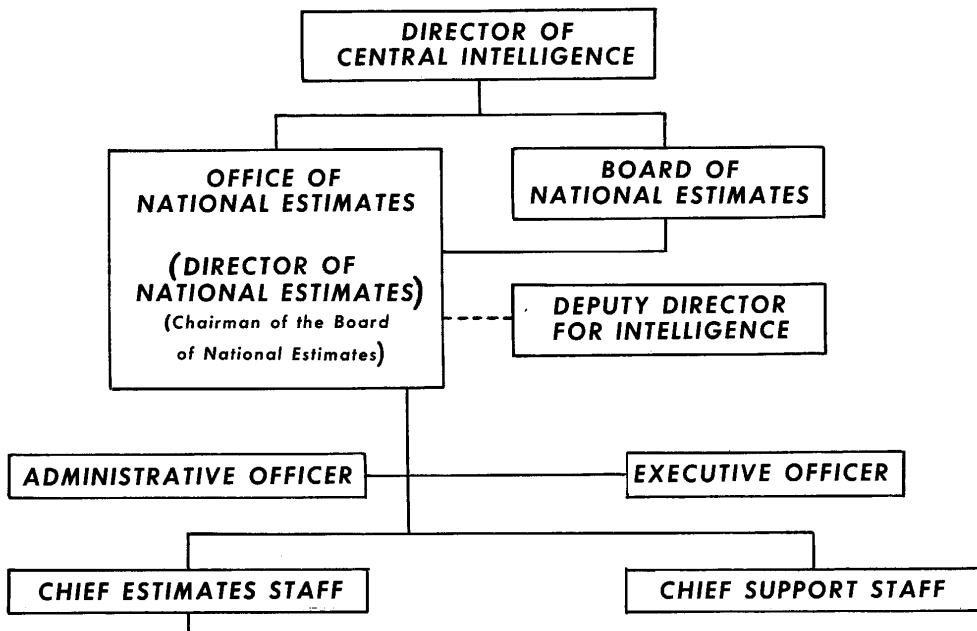 DIRECTOR OF
CENTRAL INTELLIGENCE
OFFICE OF
NATIONAL ESTIMATES
(DIRECTOR OF
NATIONAL ESTIMATES)
(Chairman of the Board
of National Estimates)
BOARD OF
NATIONAL ESTIMATES
DEPUTY DIRECTOR
FOR INTELLIGENCE
ADMINISTRATIVE OFFICER
EXECUTIVE OFFICER
CHIEF ESTIMATES STAFF
CHIEF SUPPORT STAFF